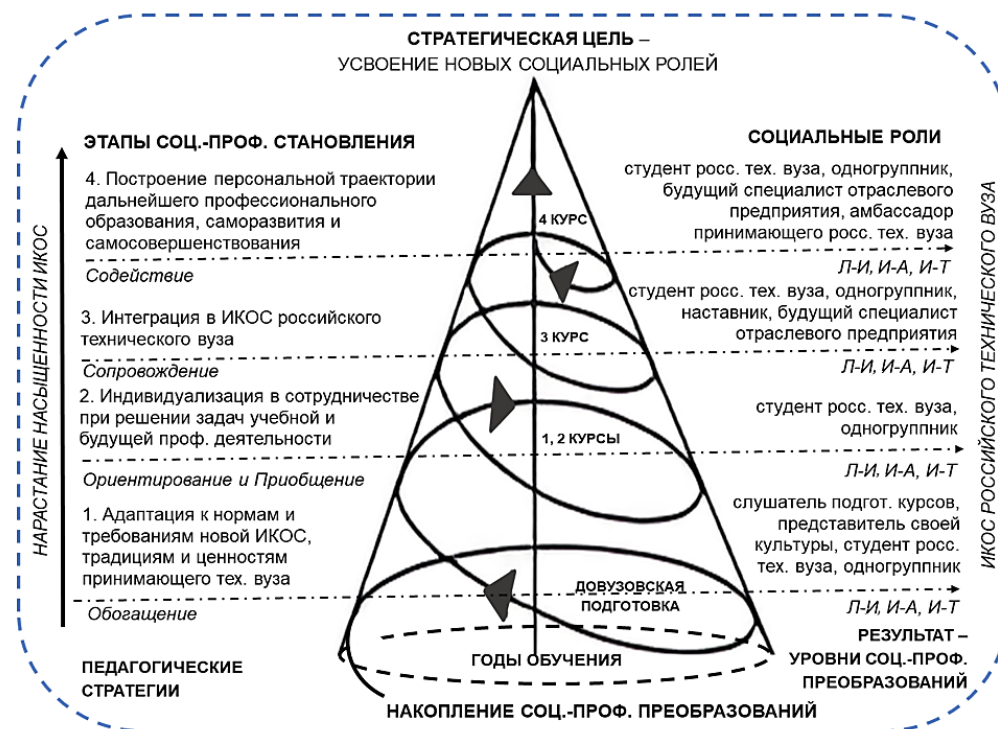 СТРАТЕГИЧЕСКАЯ ЦЕЛЬ –
УСВОЕНИЕ НОВЫХ СОЦИАЛЬНЫХ РОЛЕЙ
НАРАСТАНИЕ НАСЫЩЕННОСТИ ИКОС
ЭТАПЫ СОЦ.-ПРОФ. СТАНОВЛЕНИЯ
4. Построение персональной траектории
дальнейшего профессионального
образования, саморазвития и
самосовершенствования
Содействие
3. Интеграция в ИКОС российского
технического вуза
Сопровождение
2. Индивидуализация в сотрудничестве
при решении задач учебной и
будущей проф. деятельности
Ориентирование и Приобщение
1. Адаптация к нормам и
требованиям новой ИКОС,
традициям и ценностям
принимающего тех. вуза
Обогащение
ПЕДАГОГИЧЕСКИЕ
СТРАТЕГИИ
4 КУРС
3 КУРС
1, 2 КУРСЫ
ДОВУЗОВСКАЯ
ПОДГОТОВКА
ГОДЫ ОБУЧЕНИЯ
НАКОПЛЕНИЕ СОЦ.-ПРОФ. ПРЕОБРАЗОВАНИЙ
СОЦИАЛЬНЫЕ РОЛИ
студент росс. тех. вуза, одногруппник,
будущий специалист отраслевого
предприятия, амбассадор
принимающего росс. тех. вуза
Л-И, И-А, И-Т
студент росс. тех. вуза, одногруппник,
наставник, будущий специалист
отраслевого предприятия
Л-И, И-А, И-Т
студент росс. тех. вуза,
одногруппник
Л-И, И-А, И-Т
слушатель подгот. курсов,
представитель своей
культуры, студент росс.
тех. вуза, одногруппник
Л-И, И-А, И-Т
РЕЗУЛЬТАТ –
УРОВНИ СОЦ.-ПРОФ.
ПРЕОБРАЗОВАНИЙ
ИКОС РОССИЙСКОГО ТЕХНИЧЕСКОГО ВУЗА